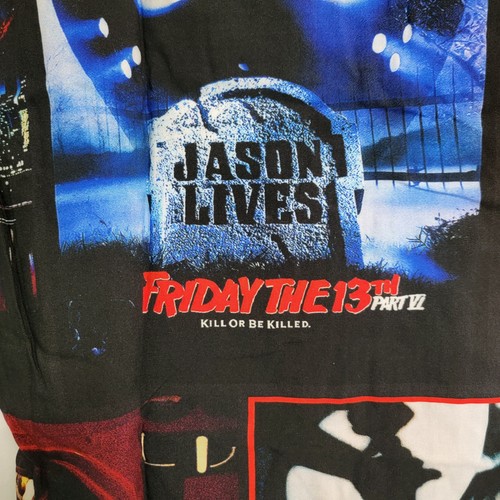 JASON
LIVES
FRIDAY THE 13TH PART VI
KILL OR BE KILLED.